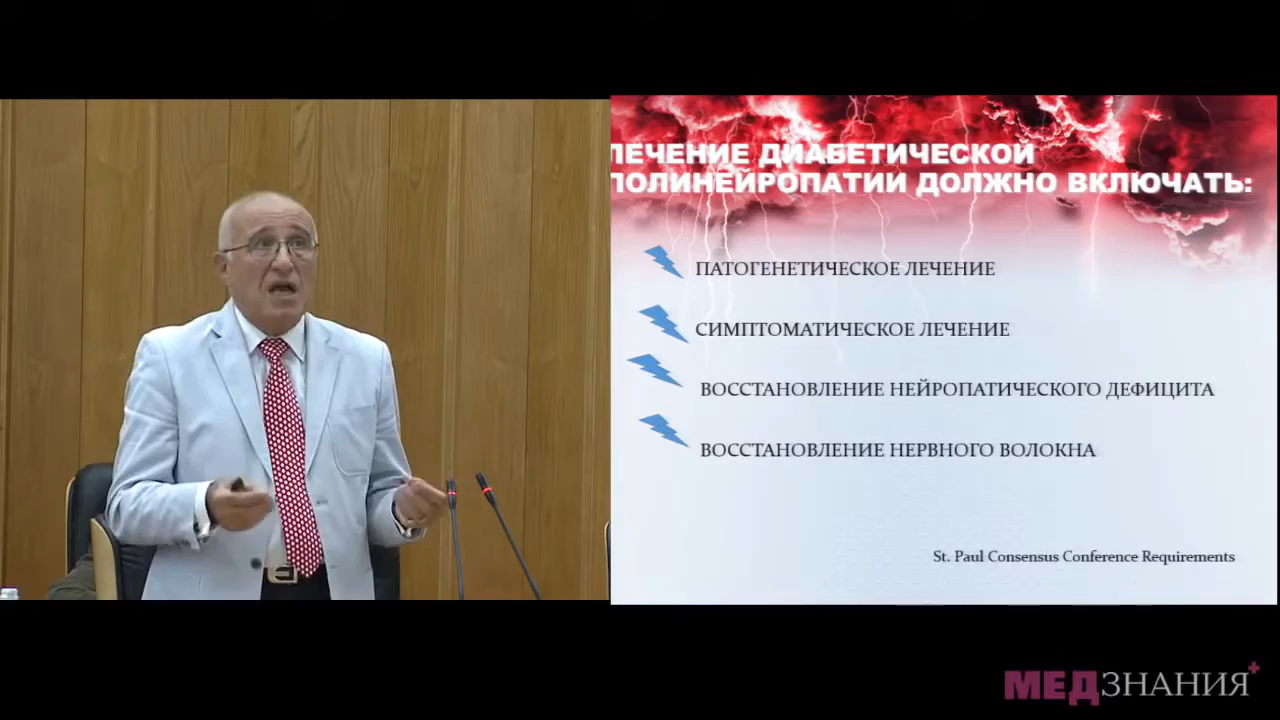 ЛЕЧЕНИЕ ДИАБЕТИЧЕСКОЙ
ПОЛИНЕЙРОПАТИИ ДОЛЖНО ВКЛЮЧАТЬ:
ПАТОГЕНЕТИЧЕСКОЕ ЛЕЧЕНИЕ
СИМПТОМАТИЧЕСКОЕ ЛЕЧЕНИЕ
ВОССТАНОВЛЕНИЕ НЕЙРОПАТИЧЕСКОГО ДЕФИЦИТА
ВОССТАНОВЛЕНИЕ НЕРВНОГО ВОЛОКНА
St. Paul Consensus Conference Requirements
МЕДЗНАНИЯ+